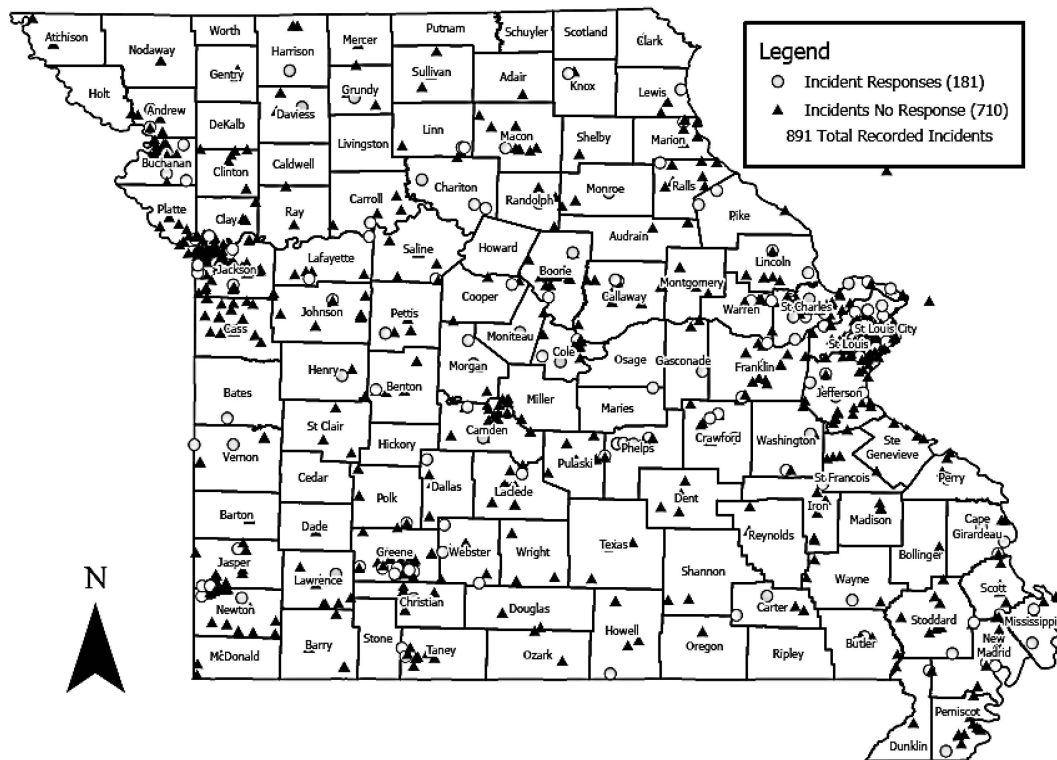 Atchison
Nodaway
Worth
Harrison
Mercer
Putnam
Schuyler
Scotland
Clark
Holt
Andrew
Gentry
DeKalb
Daviess
Grundy
Sullivan
Adair
Knox
Lewis
Buchanan
Clinton
Caldwell
Livingston
Linn
Macon
Shelby
Marion
Platte
Clay
Ray
Carroll
Chariton
Randolph
Monroe
Ralls
Pike
Jackson
Lafayette
Saline
Howard
Boone
Audrain
Callaway
Montgomery
Lincoln
Warren
St Charles
St Louis City
St Louis
Cass
Johnson
Pettis
Cooper
Moniteau
Cole
Osage
Gasconade
Franklin
Jefferson
Bates
Henry
Benton
Morgan
Miller
Maries
Camden
St Clair
Hickory
Vernon
Cedar
Polk
Dallas
Laclede
Pulaski
Phelps
Crawford
Washington
Ste
Genevieve
St Francois
Perry
Dent
Iron
Madison
Barton
Dade
Greene
Webster
Wright
Texas
Shannon
Reynolds
Bollinger
Cape
Girardeau
Jasper
Lawrence
Christian
Douglas
Carter
Wayne
Scott
Mississippi
Stoddard
New
Madrid
Newton
McDonald
Barry
Stone
Taney
Ozark
Howell
Oregon
Ripley
Butler
Dunklin
Pemiscot
Legend
Incident Responses (181)
Incidents No Response (710)
891 Total Recorded Incidents
N